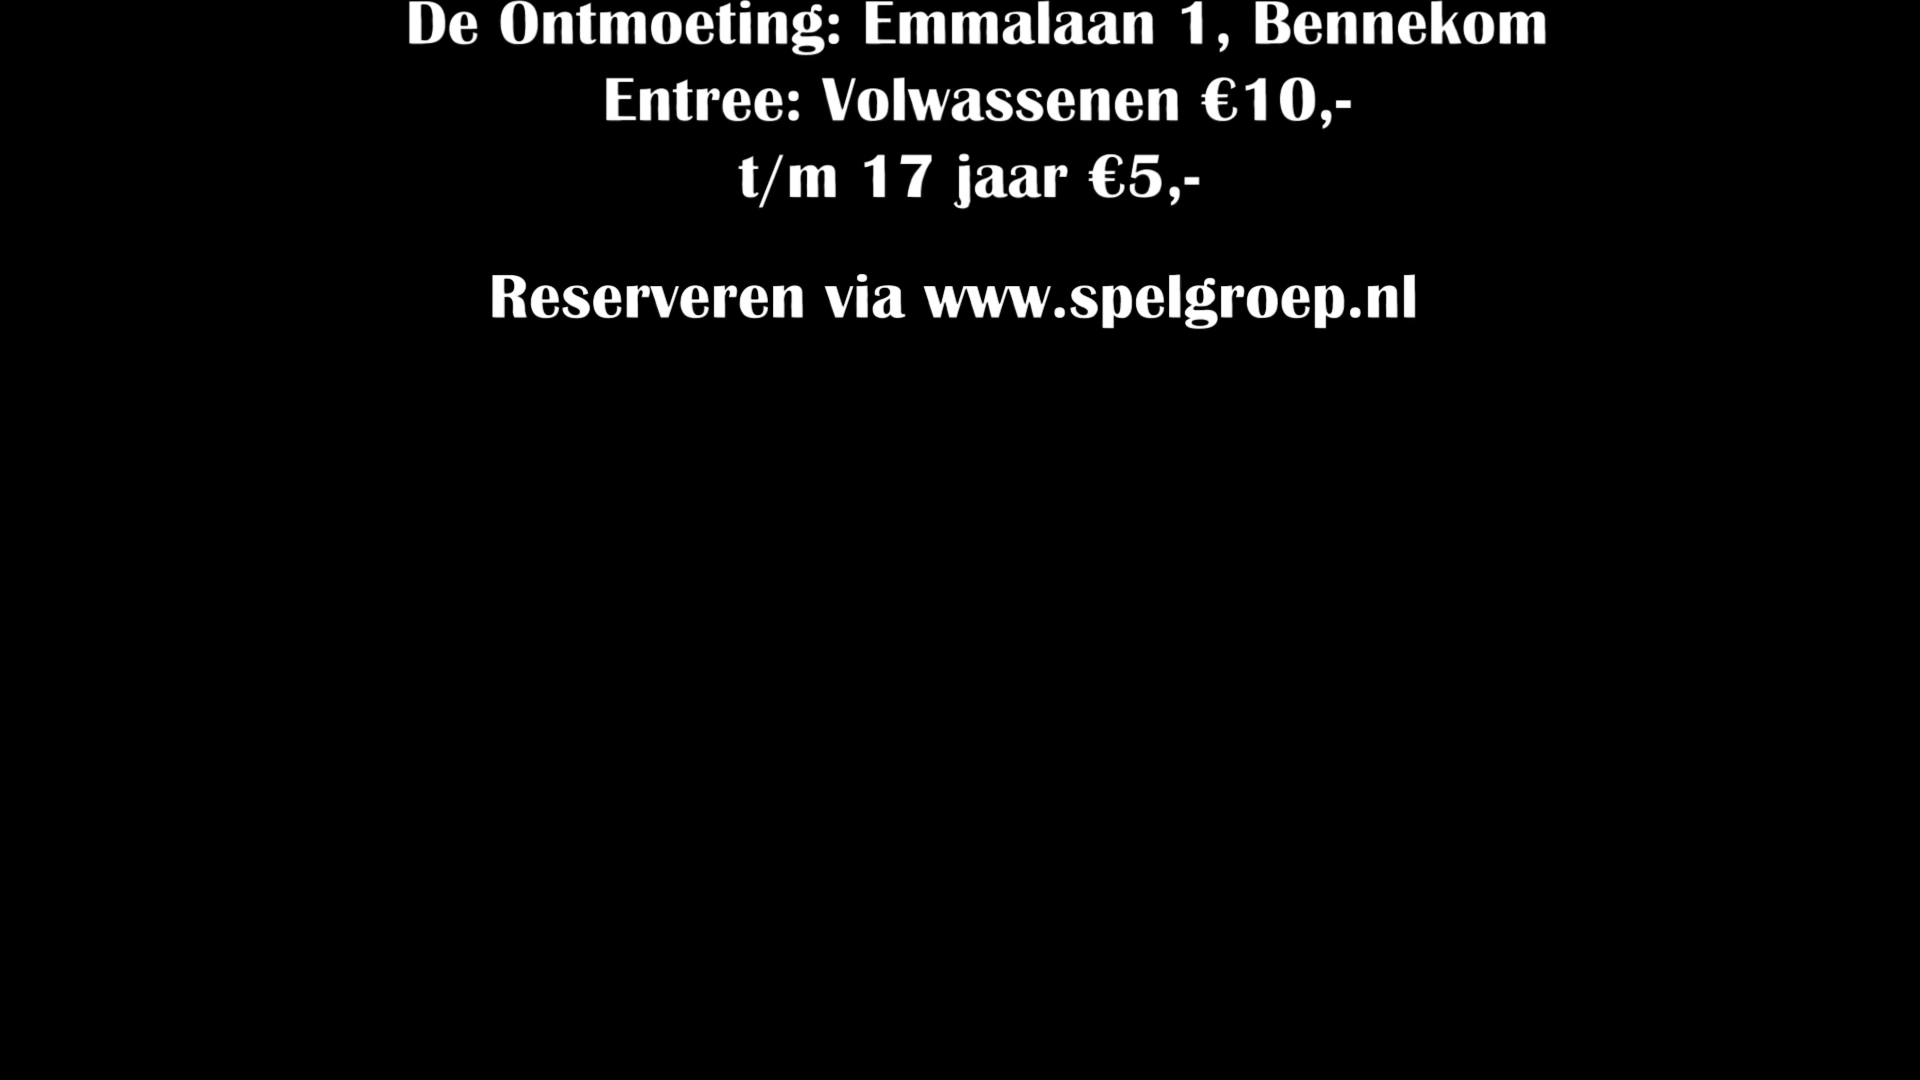 De Ontmoeting: Emmalaan 1, Bennekom
Entree: Volwassenen €10,-
t/m 17 jaar €5,-
Reserveren via www.spelgroep.nl